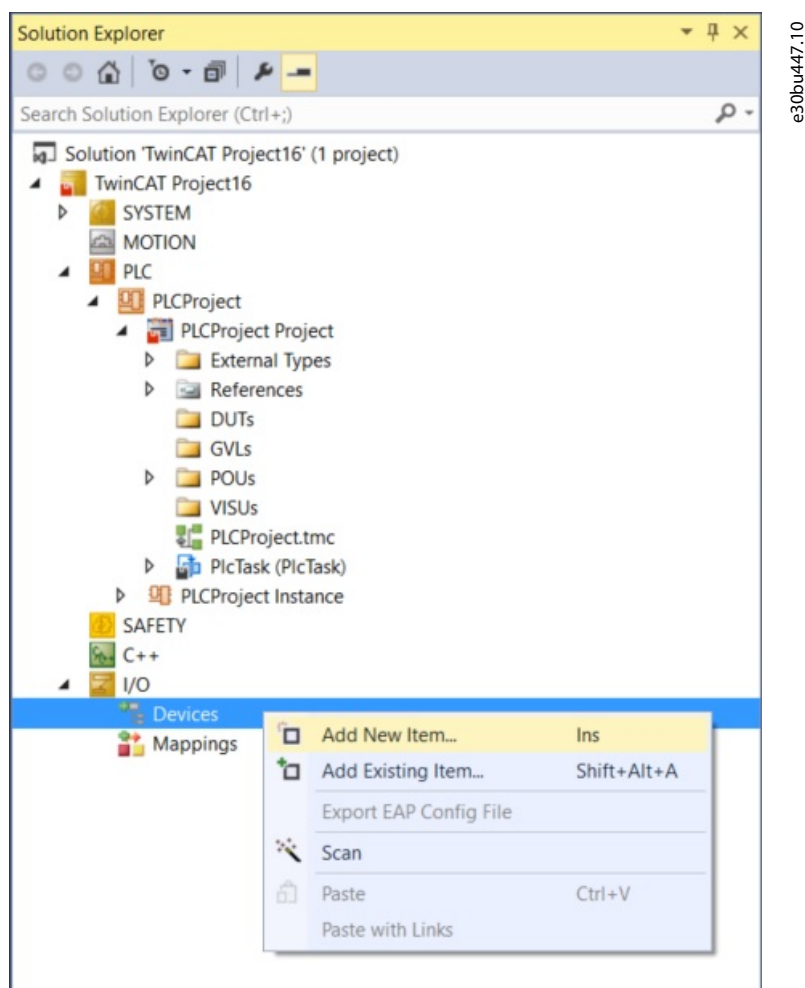 Solution Explorer
Search Solution Explorer (Ctrl+;)
Solution 'TwinCAT Project16' (1 project)
TwinCAT Project16
SYSTEM
MOTION
PLC
PLCProject
PLCProject Project
External Types
References
DUTs
GVLs
POUs
VISUs
PLCProject.tmc
PlcTask (PlcTask)
PLCProject Instance
SAFETY
C++
I/O
Devices
Mappings
Add New Item... Ins
Add Existing Item... Shift+Alt+A
Export EAP Config File
Scan
Paste Ctrl+V
Paste with Links
e30bu447.10